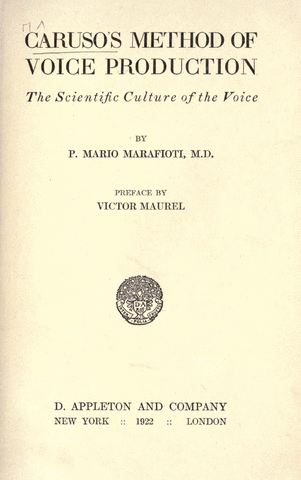 CARUSO'S METHOD OF
VOICE PRODUCTION
The Scientific Culture of the Voice
BY
P. MARIO MARAFIOTI, M.D.
PREFACE BY
VICTOR MAUREL
D. APPLETON AND COMPANY
NEW YORK :: 1922 :: LONDON